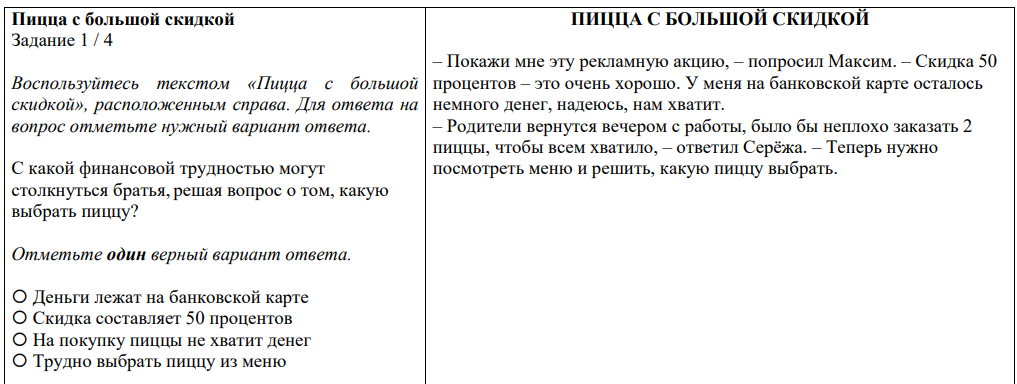 Пицца с большой скидкой
Задание 1 / 4
Воспользуйтесь текстом «Пицца с большой
скидкой», расположенным справа. Для ответа на
вопрос отметьте нужный вариант ответа.
С какой финансовой трудностью могут
столкнуться братья, решая вопрос о том, какую
выбрать пиццу?
Отметьте один верный вариант ответа.
Деньги лежат на банковской карте
Скидка составляет 50 процентов
На покупку пиццы не хватит денег
Трудно выбрать пиццу из меню
ПИЦЦА С БОЛЬШОЙ СКИДКОЙ
– Покажи мне эту рекламную акцию, – попросил Максим. – Скидка 50
процентов – это очень хорошо. У меня на банковской карте осталось
немного денег, надеюсь, нам хватит.
– Родители вернутся вечером с работы, было бы неплохо заказать 2
пиццы, чтобы всем хватило, – ответил Серёжа. – Теперь нужно
посмотреть меню и решить, какую пиццу выбрать.